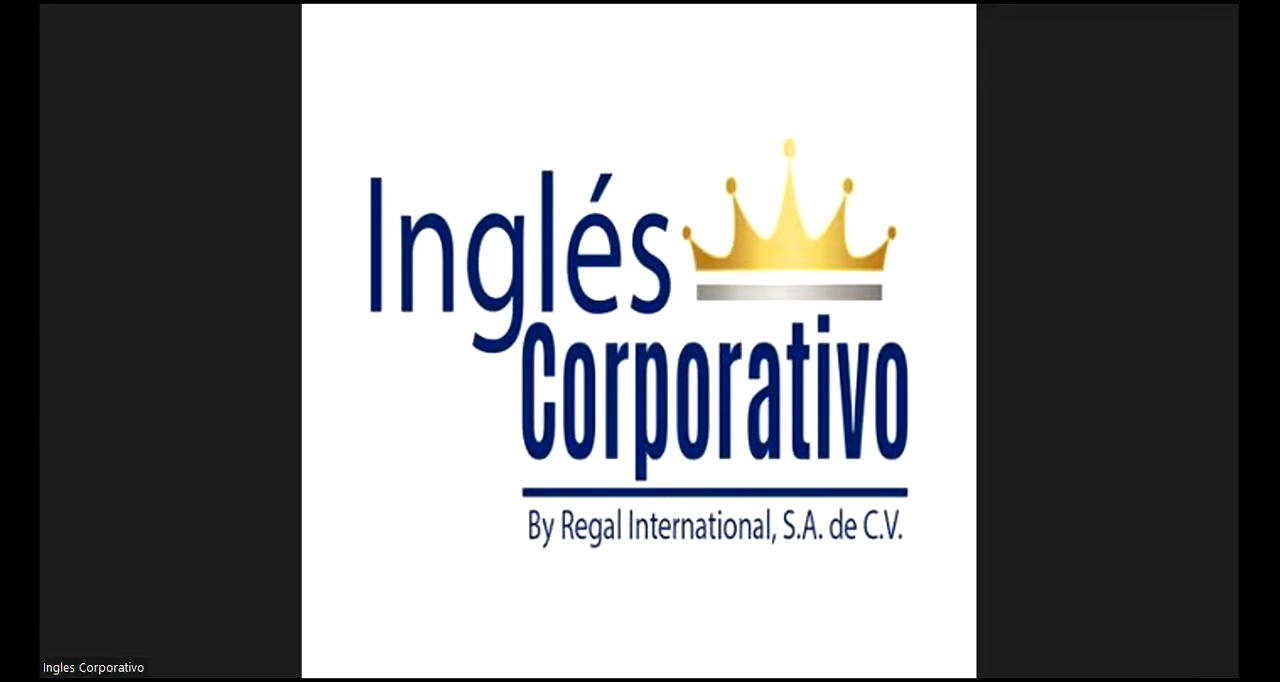 Inglés
Corporativo
By Regal International, S.A. de C.V.
Ingles Corporativo